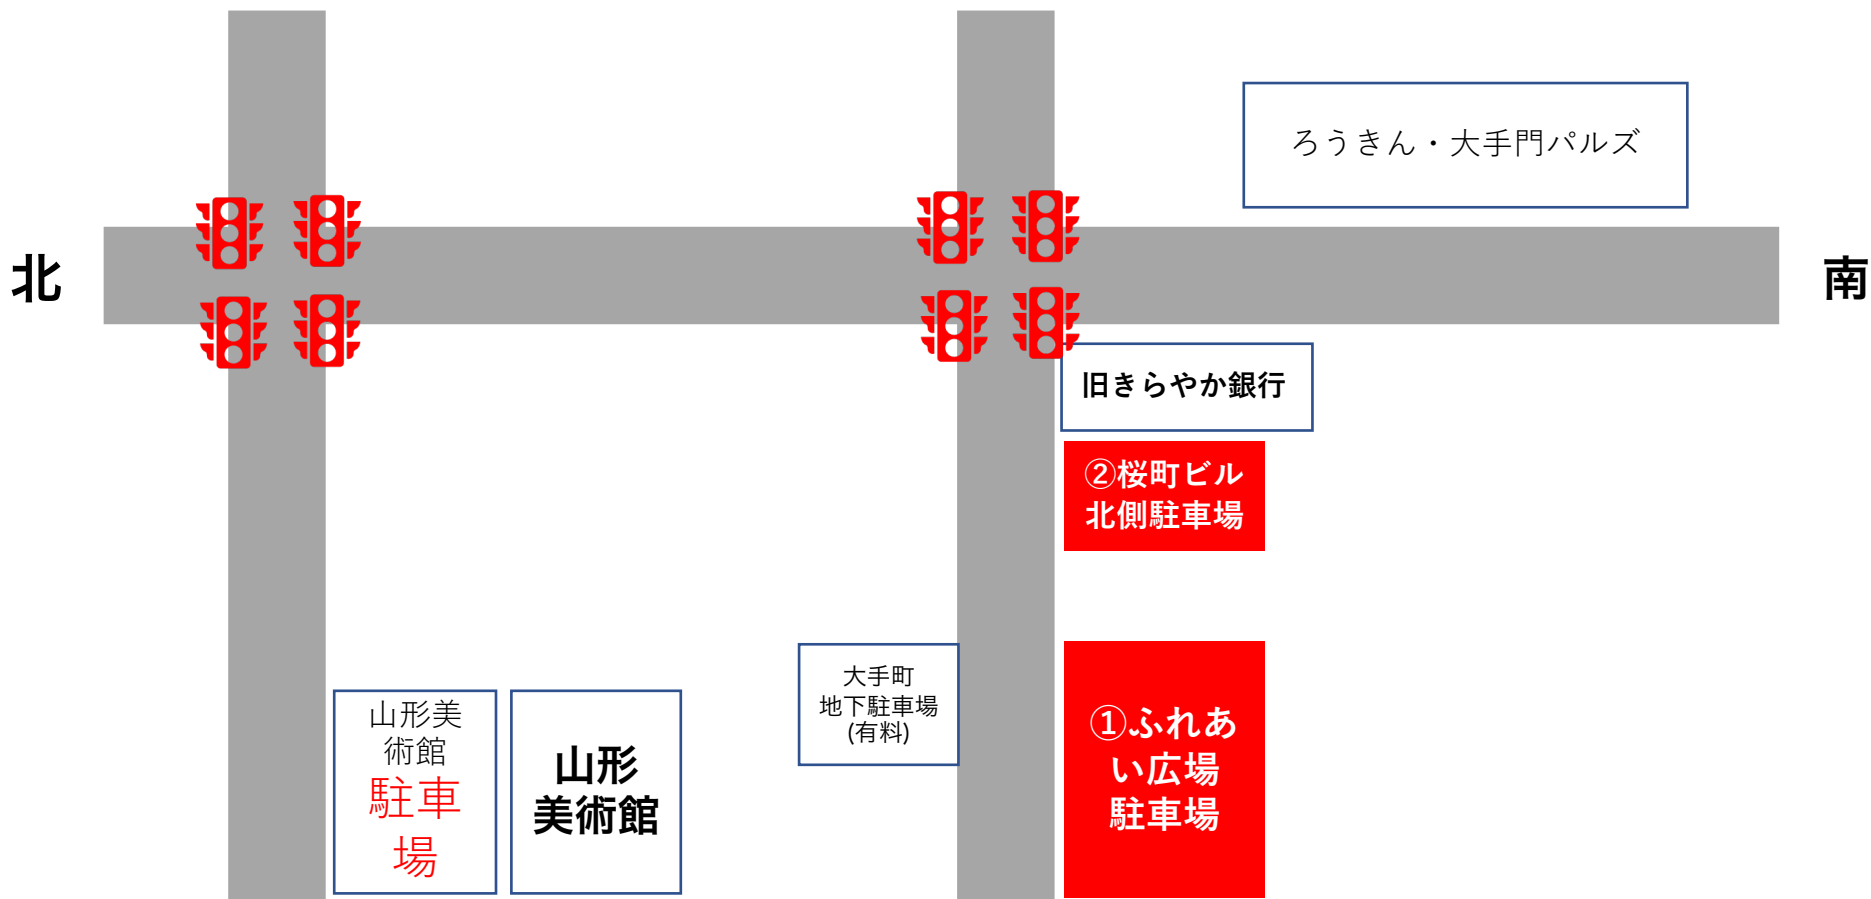 ろうきん・大手門パルズ
北
南
旧きらやか銀行
②桜町ビル
北側駐車場
大手町
地下駐車場
(有料)
山形美
術館
駐車
場
山形
美術館
①ふれあ
い広場
駐車場